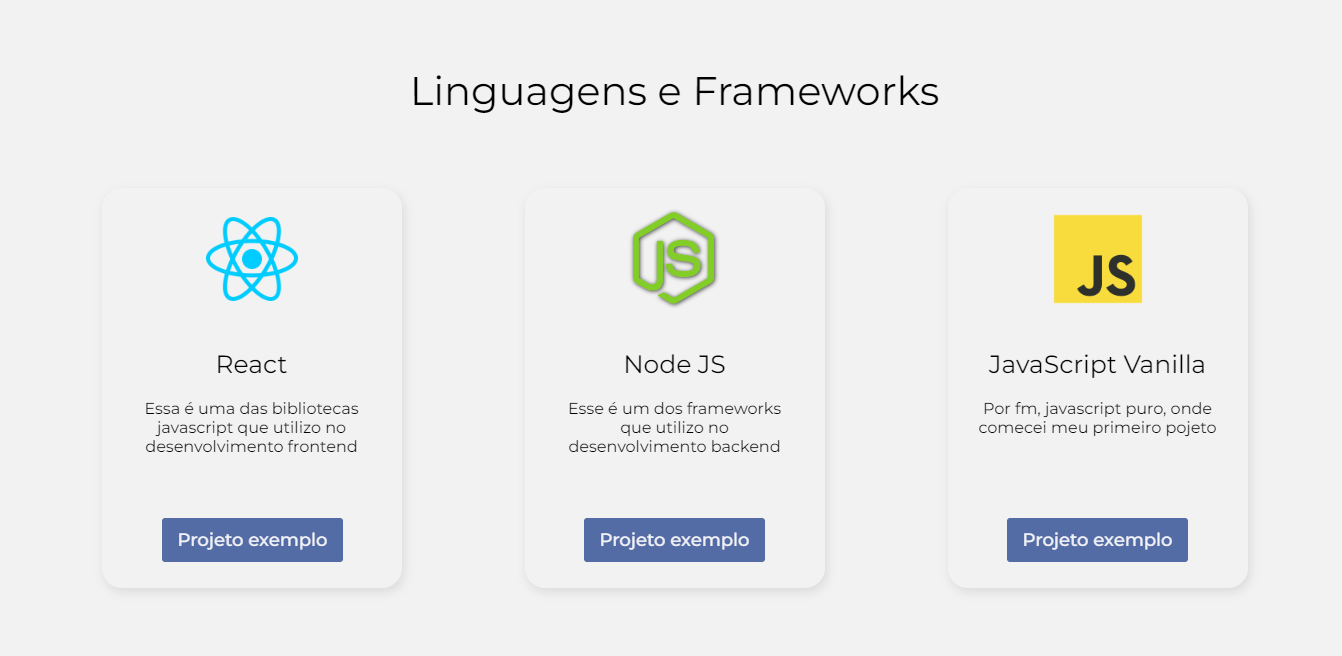 Linguagens e Frameworks
JS
JS
React
Essa é uma das bibliotecas
javascript que utilizo no
desenvolvimento frontend
Projeto exemplo
Node JS
Esse é um dos frameworks
que utilizo no
desenvolvimento backend
Projeto exemplo
JavaScript Vanilla
Por fm, javascript puro, onde
comecei meu primeiro pojeto
Projeto exemplo